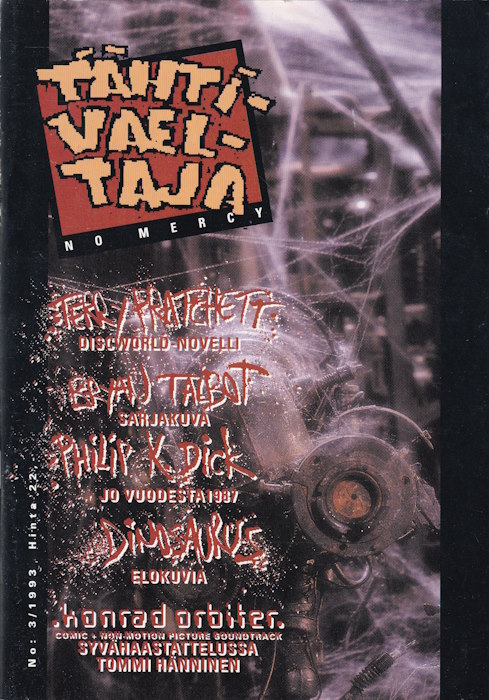 TÄHTI-
VAEL-
TAJA
NO MERCY
TERRY PRATCHETT
DISCWORLD-NOVELLI
BRYAN TALBOT
SARJAKUVA
PHILIP K. DICK
JO VUODESTA 1987
DINOSAURUS
ELOKUVIA
.konrad orbiter.
COMIC + NON-MOTION PICTURE SOUNDTRACK
SYVÄHAASTATTELUSSA
TOMMI HÄNNINEN
No: 3/1993 Hinta 22.-